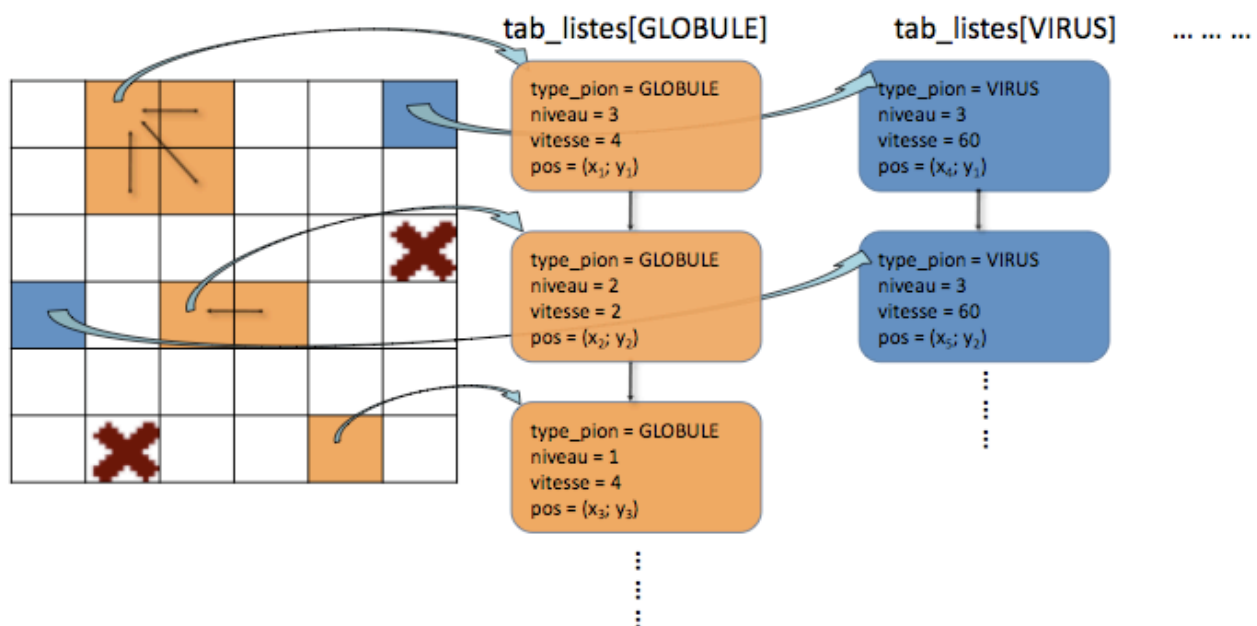 tab_listes[GLOBULE]
tab_listes[VIRUS]
... ... ...
type_pion = GLOBULE
niveau = 3
vitesse = 4
pos = (x₁; y₁)
type_pion = VIRUS
niveau = 3
vitesse = 60
pos = (x₄; y₁)
type_pion = GLOBULE
niveau = 2
vitesse = 2
pos = (x₂; y₂)
type_pion = VIRUS
niveau = 3
vitesse = 60
pos = (x₅; y₂)
type_pion = GLOBULE
niveau = 1
vitesse = 4
pos = (x₃; y₃)